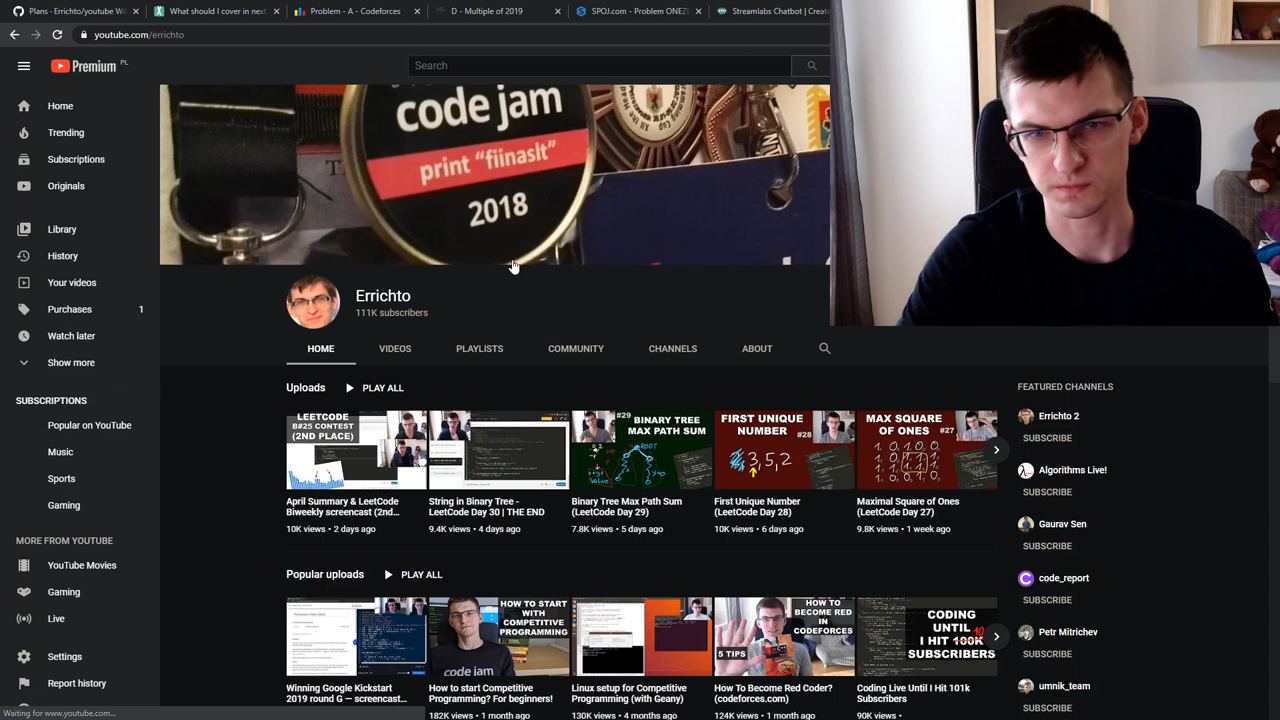 Plans - Errichto/youtube Wi
What should I cover in next
Problem - A - Codeforces
D - Multiple of 2019
SPOJ.com - Problem ONEZ
Streamlabs Chatbot | Creat
youtube.com/errichto
Premium PL
Search
Home
Trending
Subscriptions
Originals
Library
History
Your videos
Purchases 1
Watch later
Show more
SUBSCRIPTIONS
Popular on YouTube
Music
Sports
Gaming
MORE FROM YOUTUBE
YouTube Movies
Gaming
Live
Settings
Report history
Waiting for www.youtube.com...
code jam
print "fiinaslt"
2018
Errichto
111K subscribers
HOME VIDEOS PLAYLISTS COMMUNITY CHANNELS ABOUT
Uploads PLAY ALL
LEETCODE
B#25 CONTEST
(2ND PLACE)
#29 BINARY TREE
MAX PATH SUM
FIRST UNIQUE
NUMBER #28
3,5,2
MAX SQUARE
OF ONES #27
April Summary & LeetCode
Biweekly screencast (2nd...
10K views • 2 days ago
String in Binary Tree -
LeetCode Day 30 | THE END
9.4K views • 4 days ago
Binary Tree Max Path Sum
(LeetCode Day 29)
7.8K views • 5 days ago
First Unique Number
(LeetCode Day 28)
10K views • 6 days ago
Maximal Square of Ones
(LeetCode Day 27)
9.8K views • 1 week ago
Popular uploads PLAY ALL
HOW TO START
WITH
COMPETITIVE
PROGRAMMING
code jam
HOW TO
BECOME RED
IN
CODEFORCES
5 TIPS
CODING
UNTIL
I HIT 100K
SUBSCRIBERS
Winning Google Kickstart
2019 round G — screencast...
How to start Competitive
Programming? For beginners!
182K views • 1 month ago
Linux setup for Competitive
Programming (with Geany)
130K views • 4 months ago
How To Become Red Coder?
(codeforces.com)
124K views • 1 month ago
Coding Live Until I Hit 101k
Subscribers
90K views •
FEATURED CHANNELS
Errichto 2
SUBSCRIBE
Algorithms Live!
SUBSCRIBE
Gaurav Sen
SUBSCRIBE
code_report
SUBSCRIBE
Petr Mitrichev
SUBSCRIBE
umnik_team
SUBSCRIBE